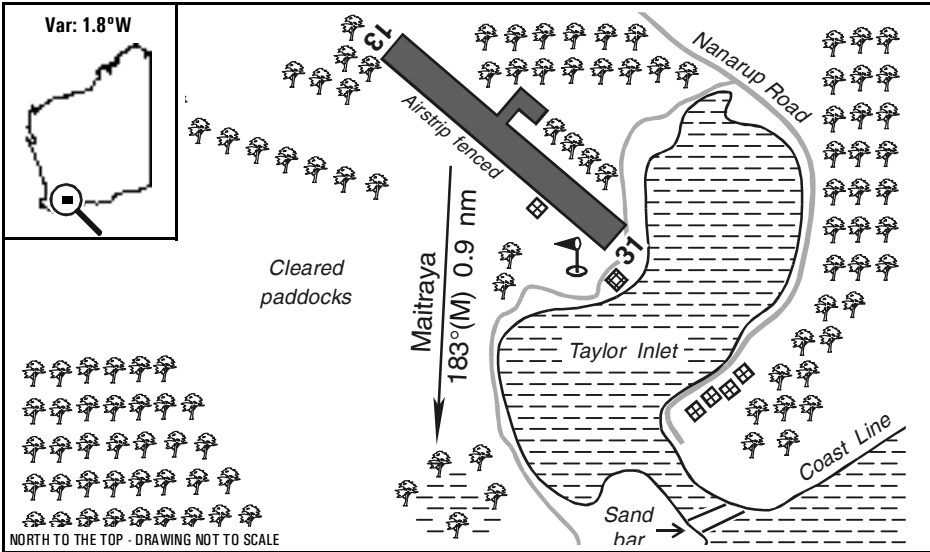 Var: 1.8°W
13
Nanarup Road
Airstrip fenced
31
Cleared
paddocks
Maitraya
183°(M) 0.9 nm
Taylor Inlet
Coast Line
Sand
bar
NORTH TO THE TOP - DRAWING NOT TO SCALE